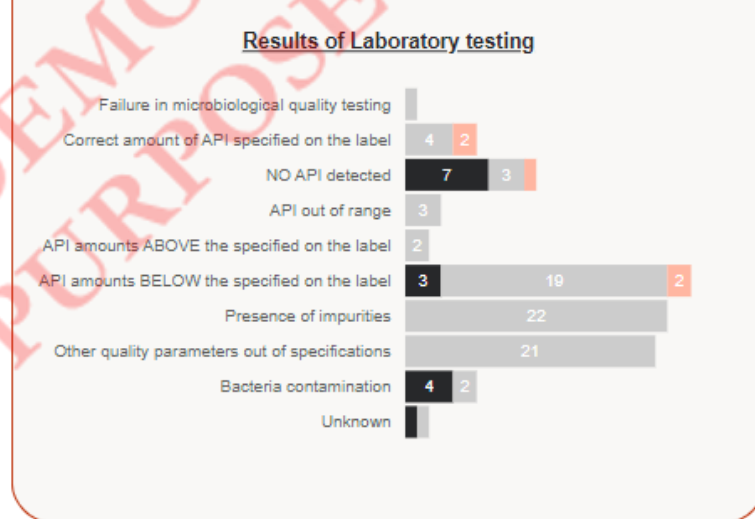 DEMO
PURPOSE
Results of Laboratory testing
Failure in microbiological quality testing
Correct amount of API specified on the label 4 2
NO API detected 7 3
API out of range 3
API amounts ABOVE the specified on the label 2
API amounts BELOW the specified on the label 3 19 2
Presence of impurities 22
Other quality parameters out of specifications 21
Bacteria contamination 4 2
Unknown